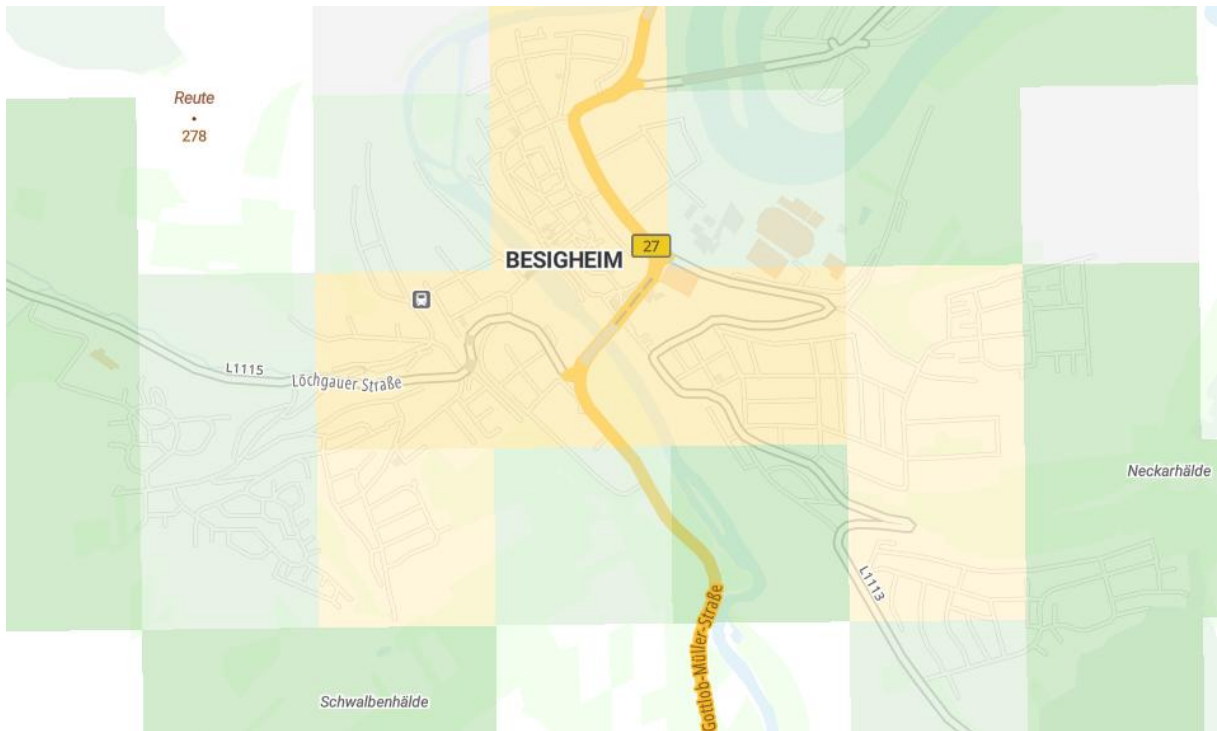 Reute
278
BESIGHEIM
27
L1115
Löchgauer Straße
Neckarhälde
L1113
Gottlob-Müller-Straße
Schwalbenhälde